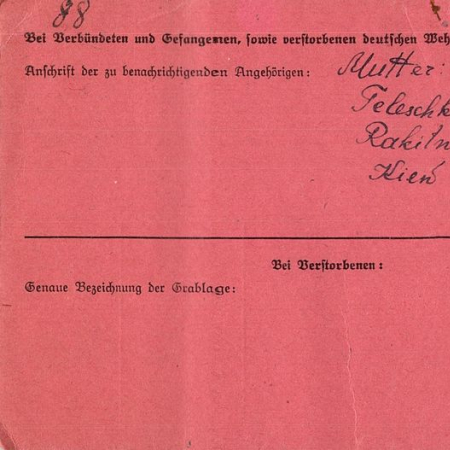 88
Bei Verbündeten und Gefangenen, sowie verstorbenen deutschen Weh
Anschrift der zu benachrichtigenden Angehörigen: Mutter:
Teleschk
Rakitn
Kiew
Bei Verstorbenen:
Genaue Bezeichnung der Grablage: